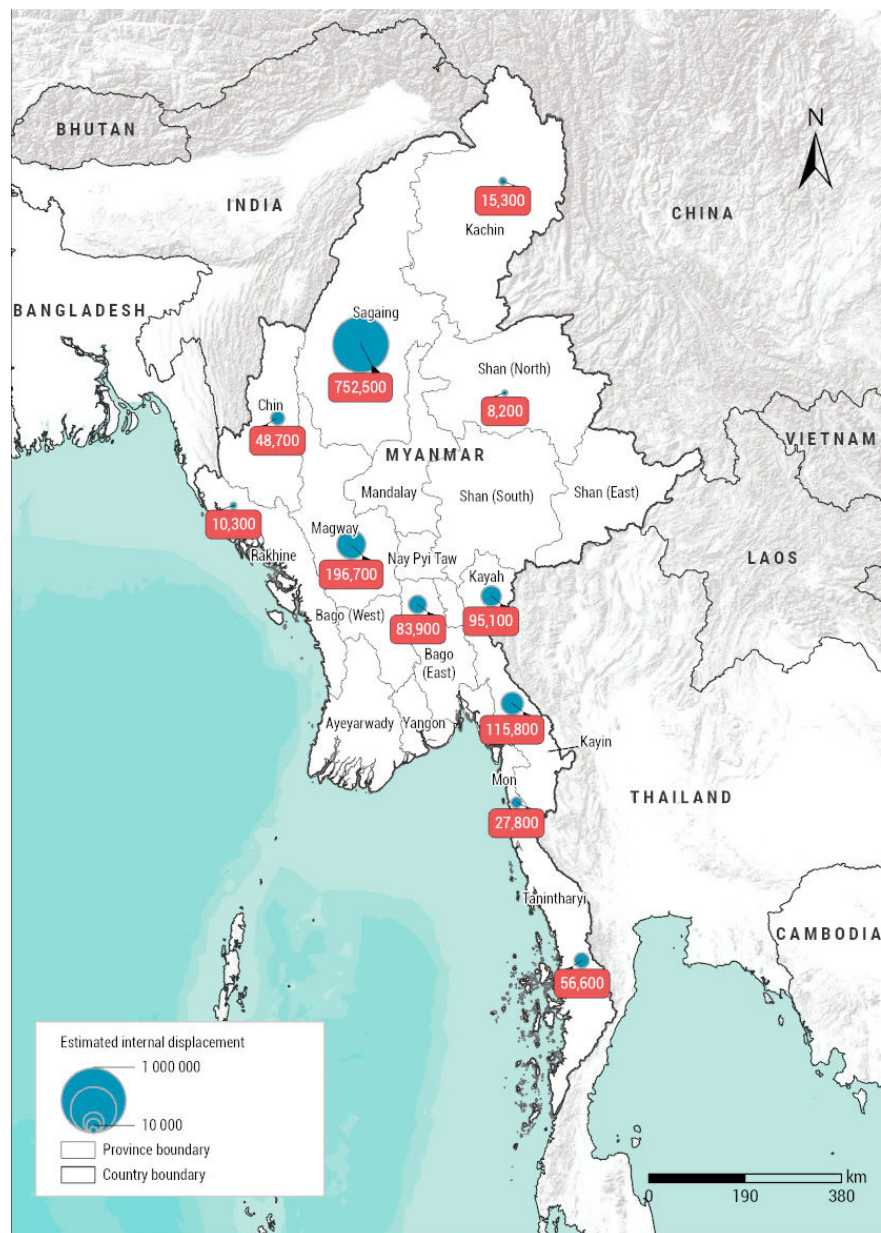 N
BHUTAN
INDIA
CHINA
15,300
Kachin
BANGLADESH
Sagaing
752,500
Shan (North)
8,200
Chin
48,700
VIETNAM
MYANMAR
Mandalay
Shan (South)
Shan (East)
10,300
Magway
Rakhine
196,700
Nay Pyi Taw
LAOS
Kayah
95,100
Bago (West)
83,900
Bago
(East)
Ayeyarwady
Yangon
115,800
Kayin
Mon
27,800
THAILAND
Tanintharyi
CAMBODIA
56,600
Estimated internal displacement
1 000 000
10 000
Province boundary
Country boundary
km
0 190 380